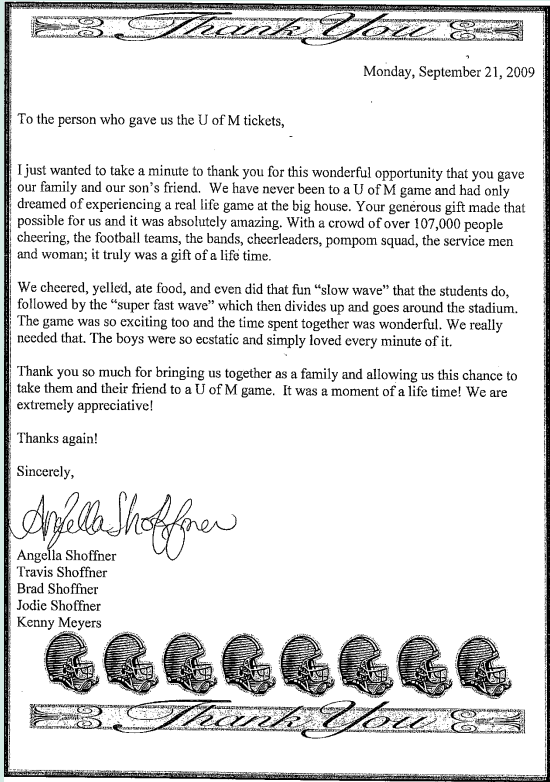 Thank You
Monday, September 21, 2009
To the person who gave us the U of M tickets,
I just wanted to take a minute to thank you for this wonderful opportunity that you gave
our family and our son's friend. We have never been to a U of M game and had only
dreamed of experiencing a real life game at the big house. Your generous gift made that
possible for us and it was absolutely amazing. With a crowd of over 107,000 people
cheering, the football teams, the bands, cheerleaders, pompom squad, the service men
and woman; it truly was a gift of a life time.
We cheered, yelled, ate food, and even did that fun “slow wave” that the students do,
followed by the “super fast wave” which then divides up and goes around the stadium.
The game was so exciting too and the time spent together was wonderful. We really
needed that. The boys were so ecstatic and simply loved every minute of it.
Thank you so much for bringing us together as a family and allowing us this chance to
take them and their friend to a U of M game. It was a moment of a life time! We are
extremely appreciative!
Thanks again!
Sincerely,
Angella Shoffner
Angella Shoffner
Travis Shoffner
Brad Shoffner
Jodie Shoffner
Kenny Meyers
Thank You